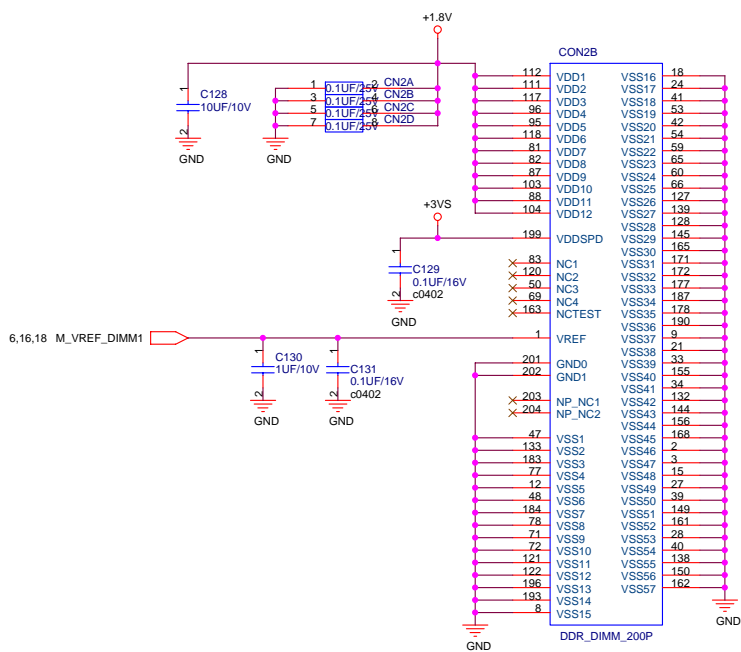 +1.8V
CON2B
C128
10UF/10V
1
2
GND
1 0.1UF/25V 2 CN2A
3 0.1UF/25V 4 CN2B
5 0.1UF/25V 6 CN2C
7 0.1UF/25V 8 CN2D
GND
112 VDD1
111 VDD2
117 VDD3
96 VDD4
95 VDD5
118 VDD6
81 VDD7
82 VDD8
87 VDD9
103 VDD10
88 VDD11
104 VDD12
+3VS
199 VDDSPD
1
2
C129
0.1UF/16V
c0402
GND
83 NC1
120 NC2
50 NC3
69 NC4
163 NCTEST
6,16,18 M_VREF_DIMM1
1 VREF
1
2
C130
1UF/10V
GND
1
2
C131
0.1UF/16V
c0402
GND
201 GND0
202 GND1
203 NP_NC1
204 NP_NC2
47 VSS1
133 VSS2
183 VSS3
77 VSS4
12 VSS5
48 VSS6
184 VSS7
78 VSS8
71 VSS9
72 VSS10
121 VSS11
122 VSS12
196 VSS13
193 VSS14
8 VSS15
GND
VSS16 18
VSS17 24
VSS18 41
VSS19 53
VSS20 42
VSS21 54
VSS22 59
VSS23 65
VSS24 60
VSS25 66
VSS26 127
VSS27 139
VSS28 128
VSS29 145
VSS30 165
VSS31 171
VSS32 172
VSS33 177
VSS34 187
VSS35 178
VSS36 190
VSS37 9
VSS38 21
VSS39 33
VSS40 155
VSS41 34
VSS42 132
VSS43 144
VSS44 156
VSS45 168
VSS46 2
VSS47 3
VSS48 15
VSS49 27
VSS50 39
VSS51 149
VSS52 161
VSS53 28
VSS54 40
VSS55 138
VSS56 150
VSS57 162
GND
DDR_DIMM_200P